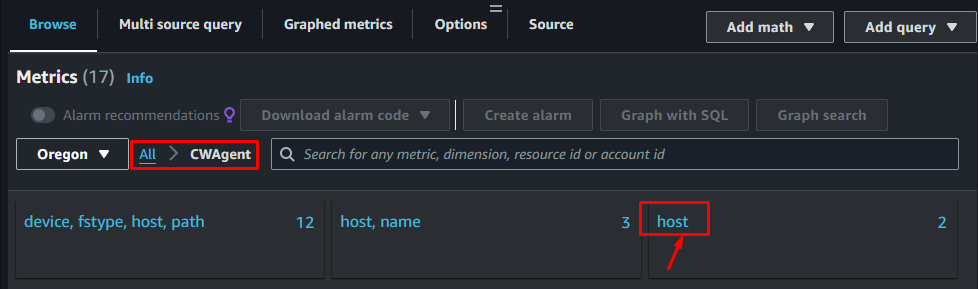 Browse Multi source query Graphed metrics Options Source Add math Add query
Metrics (17) Info
Alarm recommendations Download alarm code Create alarm Graph with SQL Graph search
Oregon All CWAgent Search for any metric, dimension, resource id or account id
device, fstype, host, path 12 host, name 3 host 2